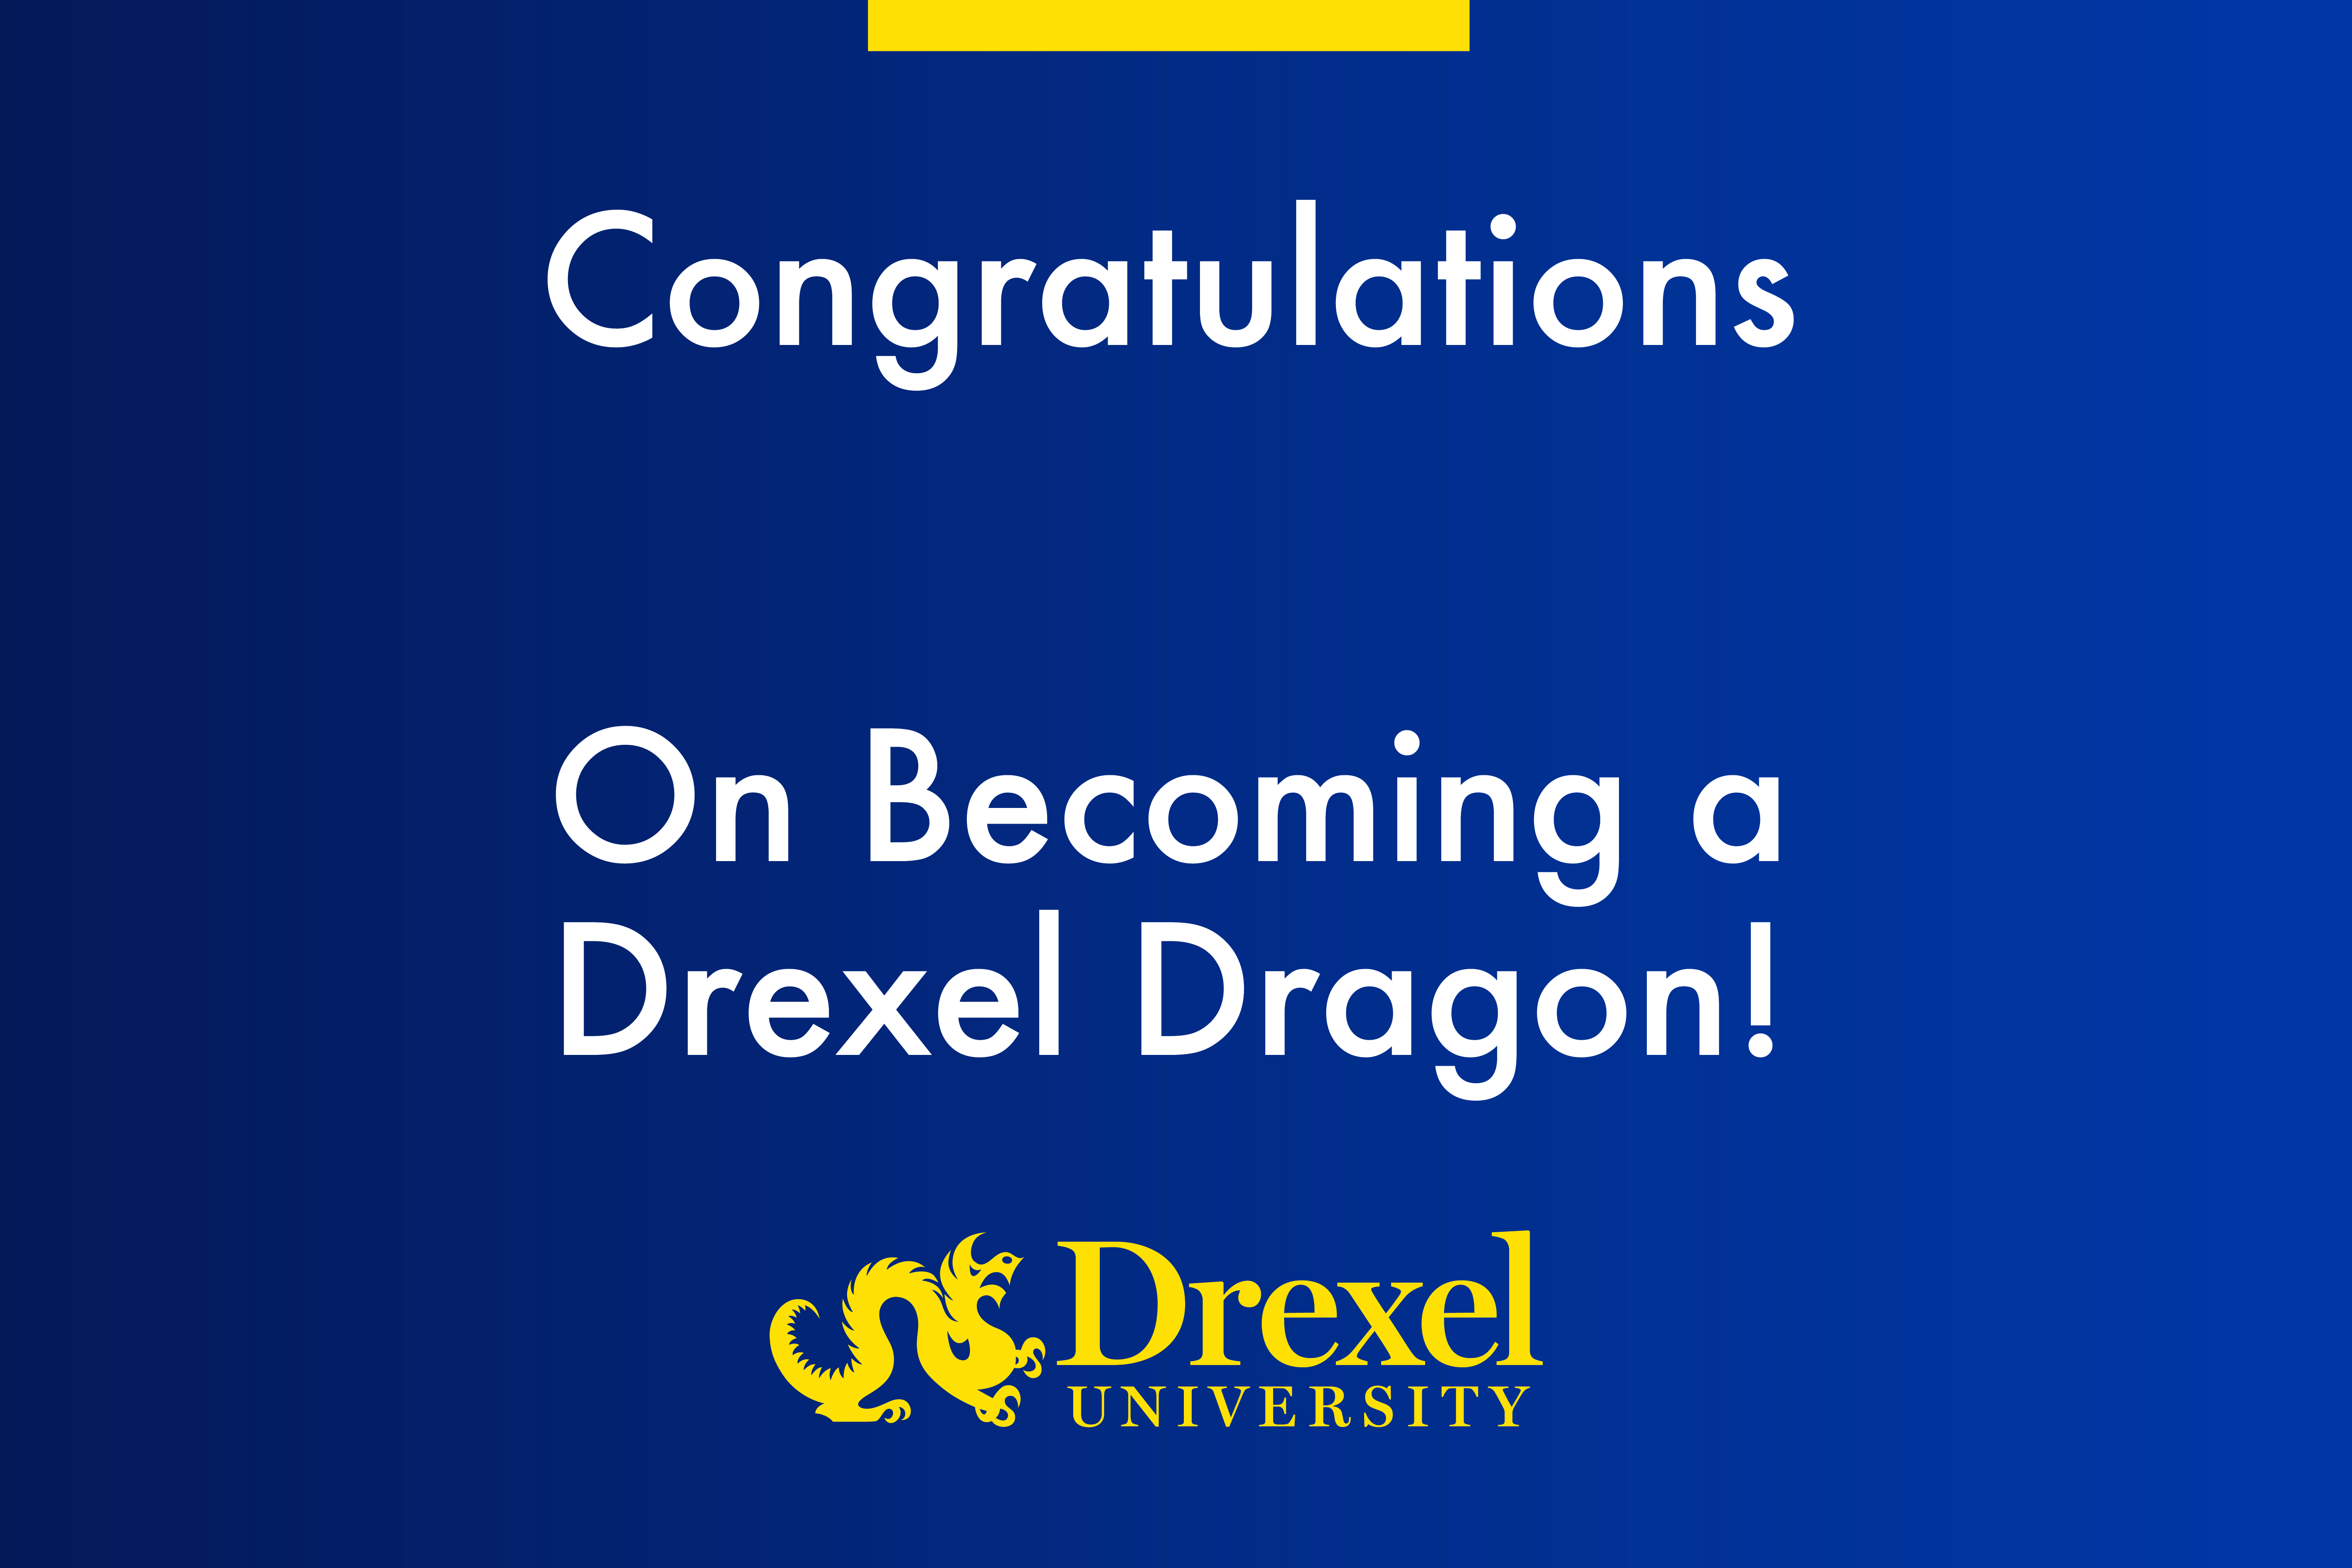 Congratulations
On Becoming a
Drexel Dragon!
Drexel
UNIVERSITY